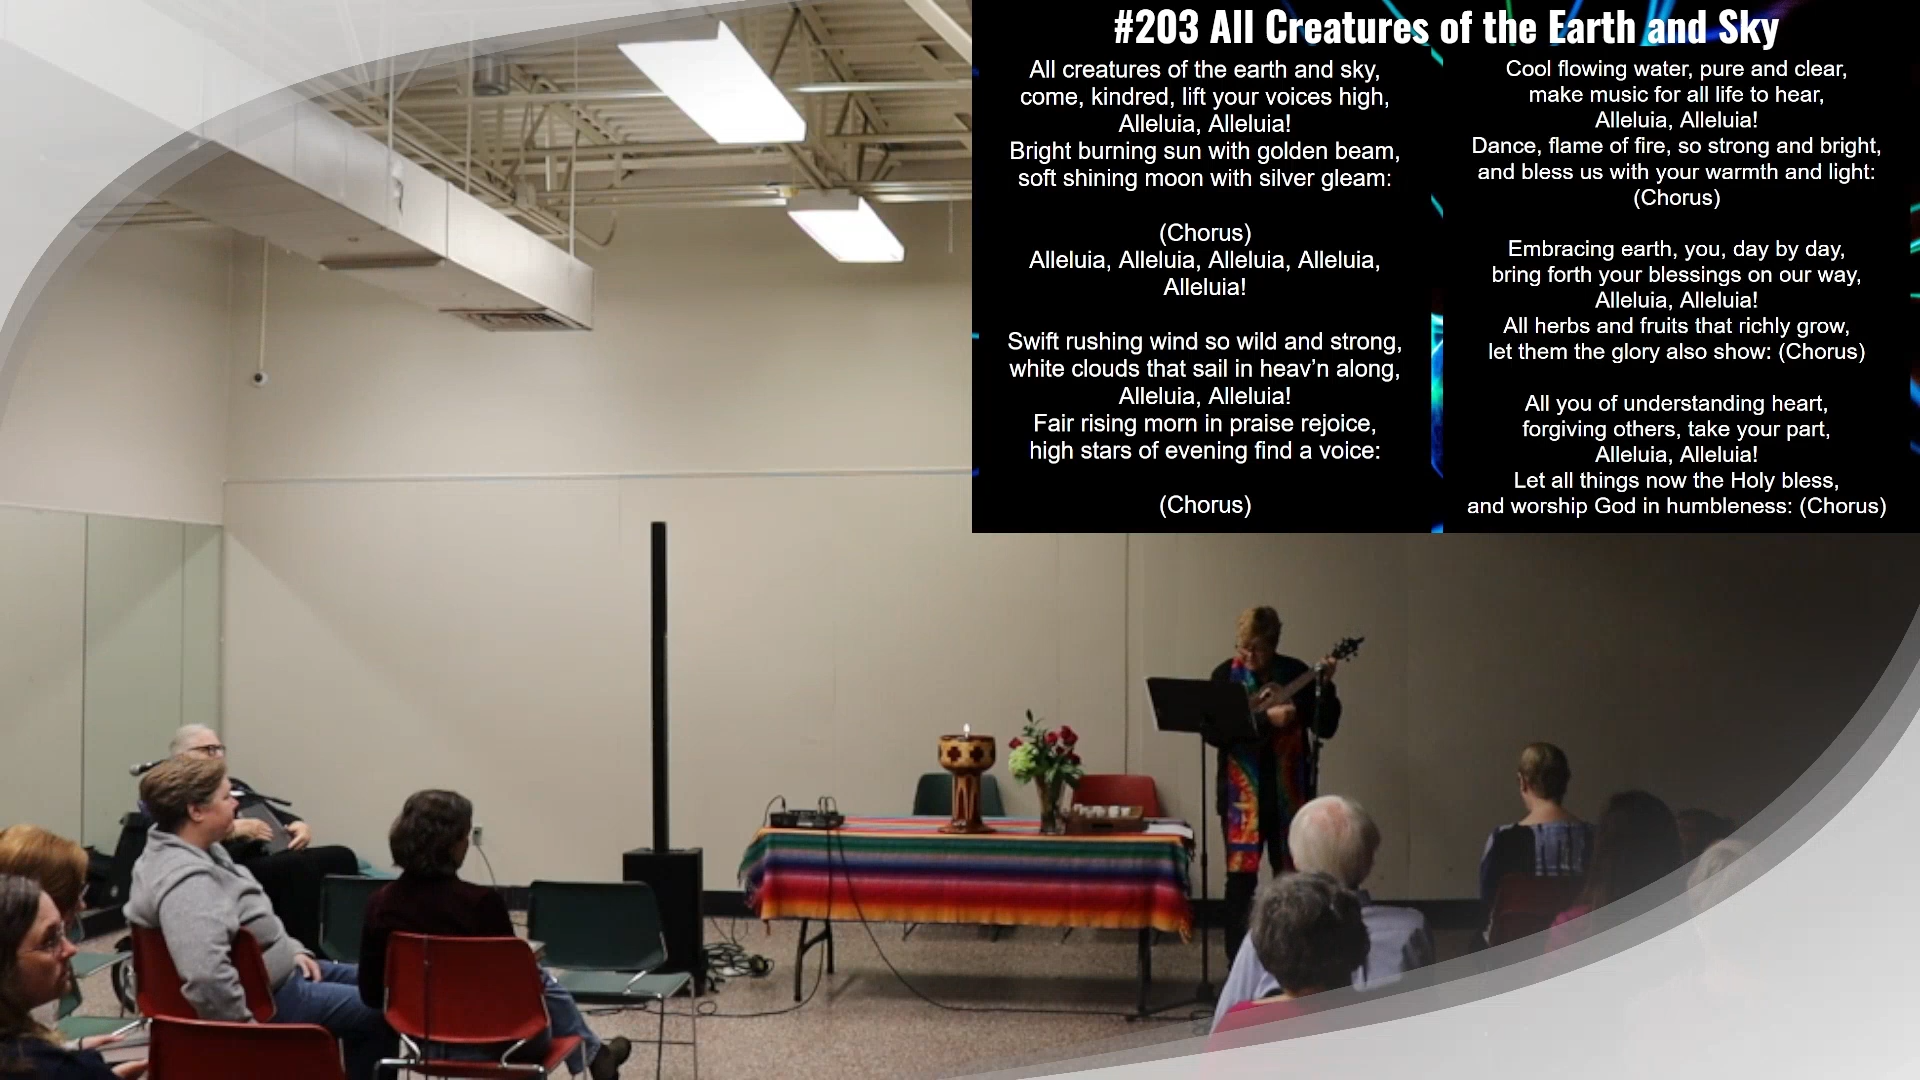 #203 All Creatures of the Earth and Sky
All creatures of the earth and sky,
come, kindred, lift your voices high,
Alleluia, Alleluia!
Bright burning sun with golden beam,
soft shining moon with silver gleam:
(Chorus)
Alleluia, Alleluia, Alleluia, Alleluia,
Alleluia!
Swift rushing wind so wild and strong,
white clouds that sail in heav’n along,
Alleluia, Alleluia!
Fair rising morn in praise rejoice,
high stars of evening find a voice:
(Chorus)
Cool flowing water, pure and clear,
make music for all life to hear,
Alleluia, Alleluia!
Dance, flame of fire, so strong and bright,
and bless us with your warmth and light:
(Chorus)
Embracing earth, you, day by day,
bring forth your blessings on our way,
Alleluia, Alleluia!
All herbs and fruits that richly grow,
let them the glory also show: (Chorus)
All you of understanding heart,
forgiving others, take your part,
Alleluia, Alleluia!
Let all things now the Holy bless,
and worship God in humbleness: (Chorus)